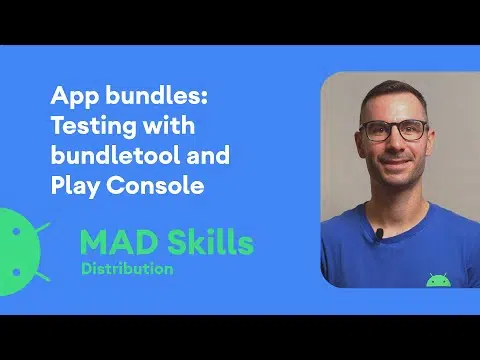 App bundles:
Testing with
bundletool and
Play Console
MAD Skills
Distribution